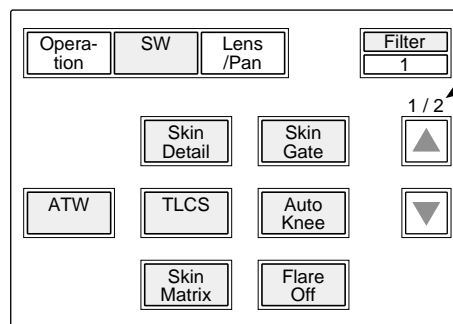 Opera-
tion
SW
Lens
/Pan
Filter
1
1 / 2
Skin
Detail
Skin
Gate
ATW
TLCS
Auto
Knee
Skin
Matrix
Flare
Off